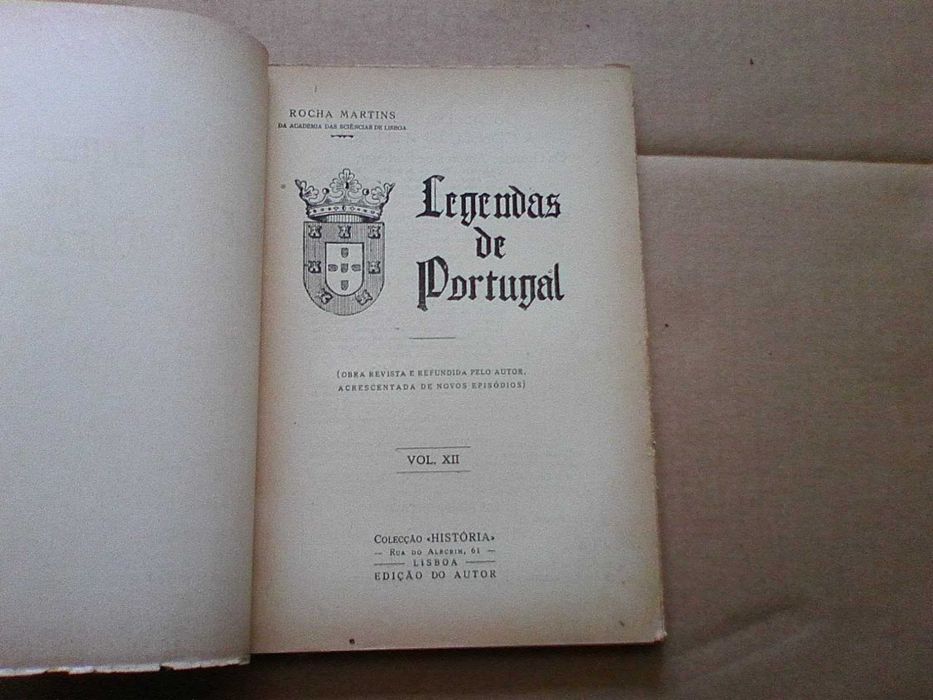 ROCHA MARTINS
DA ACADEMIA DAS SCIÊNCIAS DE LISBOA
Legendas
de
Portugal
(OBRA REVISTA E REFUNDIDA PELO AUTOR,
ACRESCENTADA DE NOVOS EPISÓDIOS)
VOL. XII
COLECÇÃO «HISTÓRIA»
— RUA DO ALECRIM, 61 —
— LISBOA —
EDIÇÃO DO AUTOR